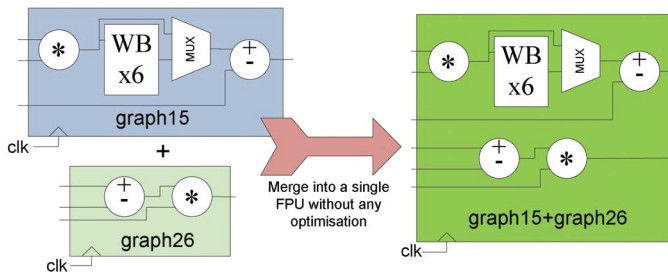 *
WB
x6
MUX
+
-
graph15
clk
+
+
-
*
graph26
clk
Merge into a single
FPU without any
optimisation
*
WB
x6
MUX
+
-
+
-
*
graph15+graph26
clk